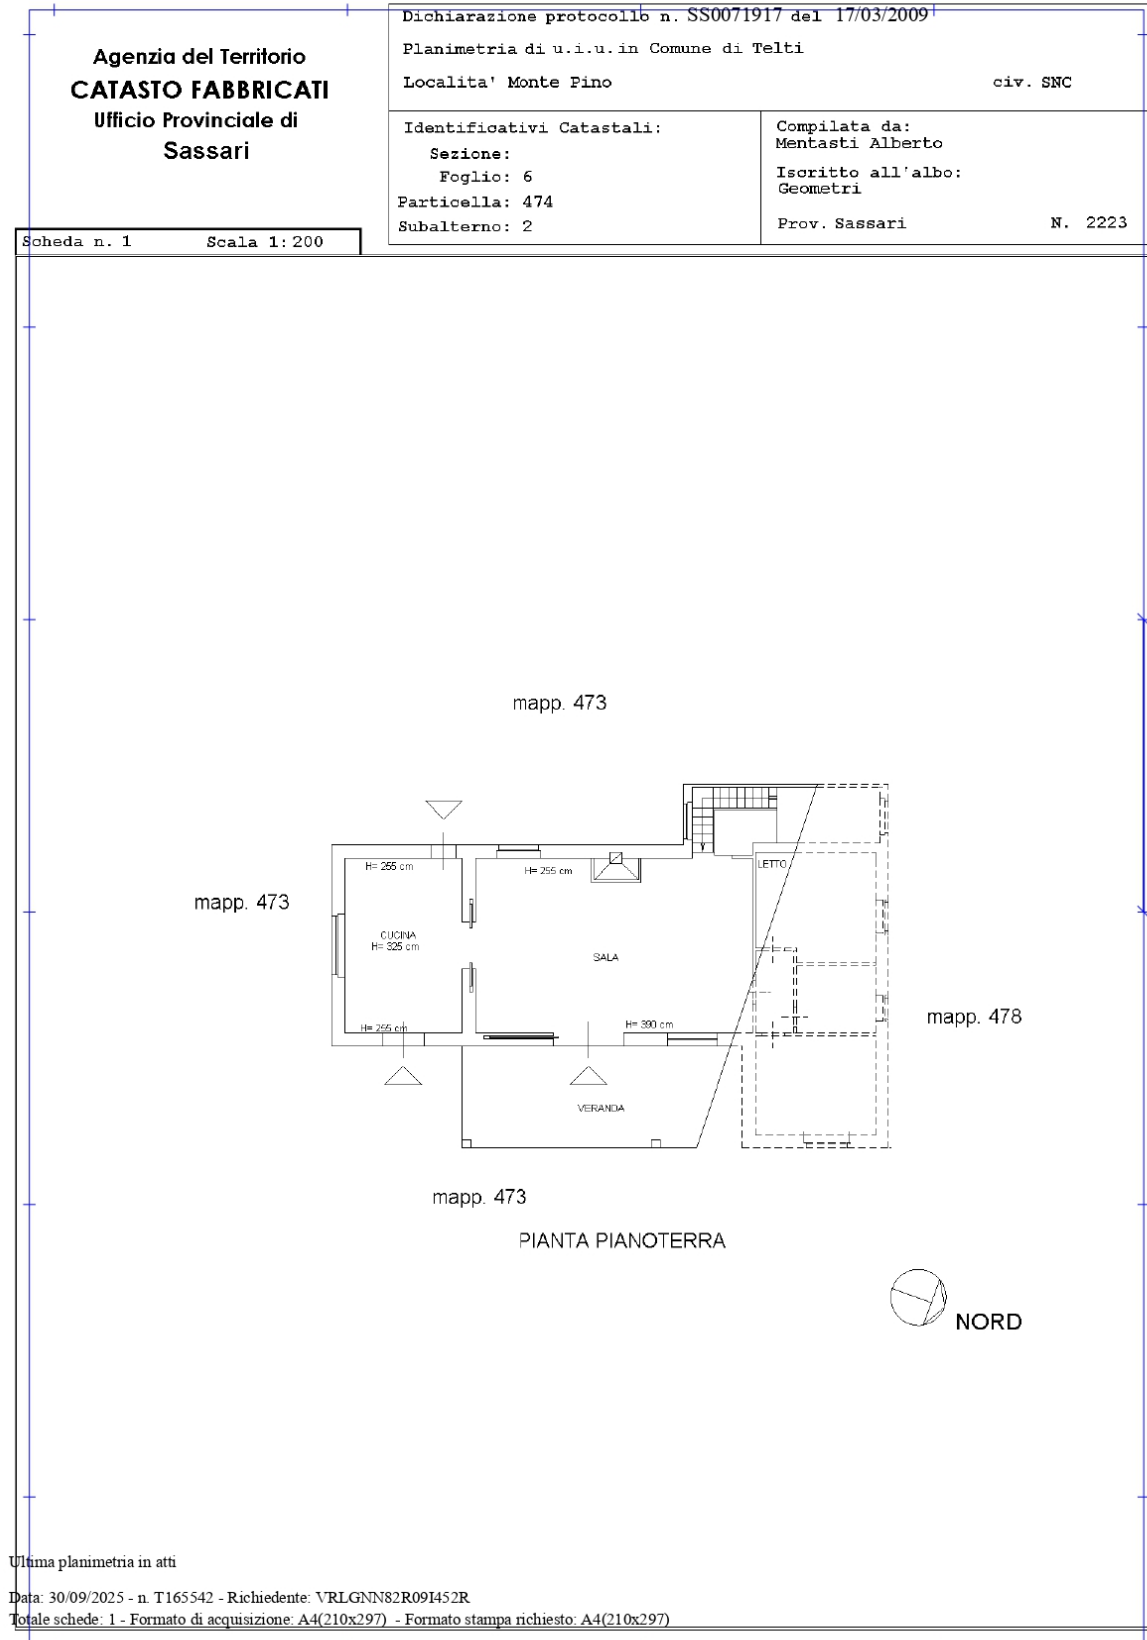 Agenzia del Territorio
CATASTO FABBRICATI
Ufficio Provinciale di
Sassari
Dichiarazione protocollo n. SS0071917 del 17/03/2009
Planimetria di u.i.u. in Comune di Telti
Localita' Monte Pino civ. SNC
Identificativi Catastali:
Sezione:
Foglio: 6
Particella: 474
Subalterno: 2
Compilata da:
Mentasti Alberto
Iscritto all'albo:
Geometri
Prov. Sassari N. 2223
Scheda n. 1 Scala 1:200
mapp. 473
H= 255 cm
H= 255 cm
LETTO
mapp. 473
CUCINA
H= 325 cm
SALA
mapp. 478
H= 255 cm
H= 390 cm
VERANDA
mapp. 473
PIANTA PIANOTERRA
NORD
Ultima planimetria in atti
Data: 30/09/2025 - n. T165542 - Richiedente: VRLGNN82R09I452R
Totale schede: 1 - Formato di acquisizione: A4(210x297) - Formato stampa richiesto: A4(210x297)